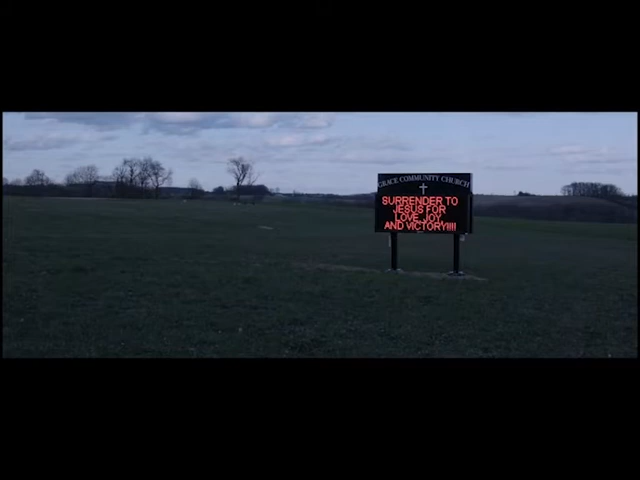 GRACE COMMUNITY CHURCH
SURRENDER TO
JESUS FOR
LOVE, JOY,
AND VICTORY!!!!